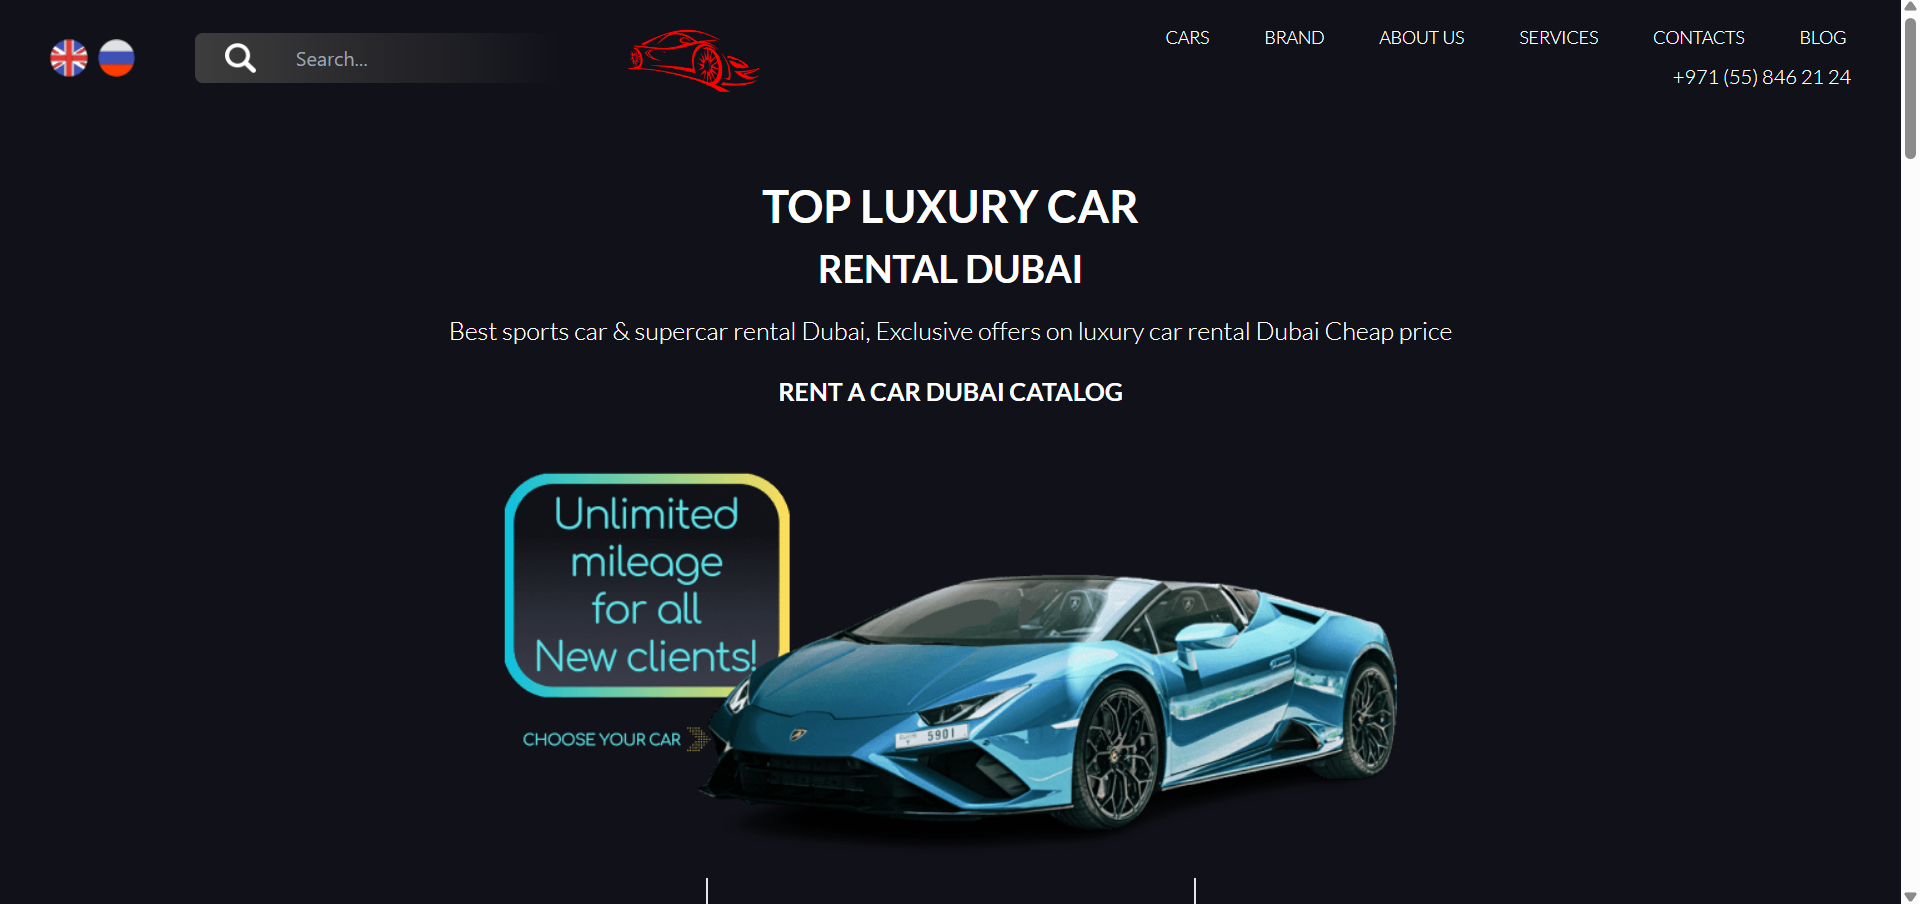 Search...
CARS
BRAND
ABOUT US
SERVICES
CONTACTS
BLOG
+971 (55) 846 21 24
TOP LUXURY CAR
RENTAL DUBAI
Best sports car & supercar rental Dubai, Exclusive offers on luxury car rental Dubai Cheap price
RENT A CAR DUBAI CATALOG
Unlimited
mileage
for all
New clients!
CHOOSE YOUR CAR
5901